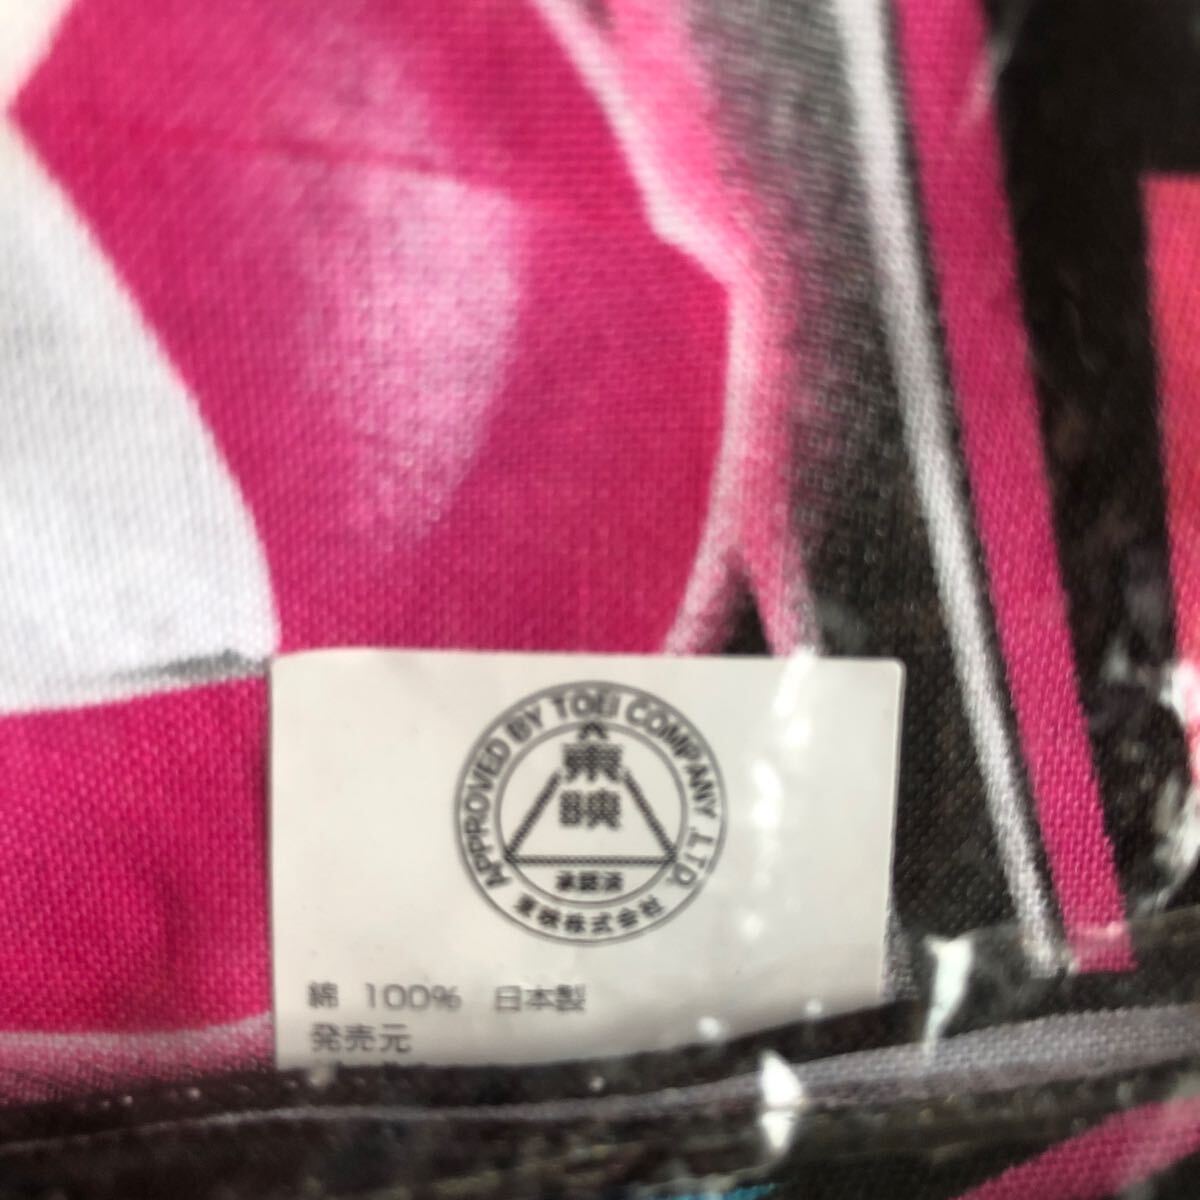 APPROVED BY TOEI COMPANY LTD.
東映
承認済
東映株式会社
綿 100% 日本製
発売元